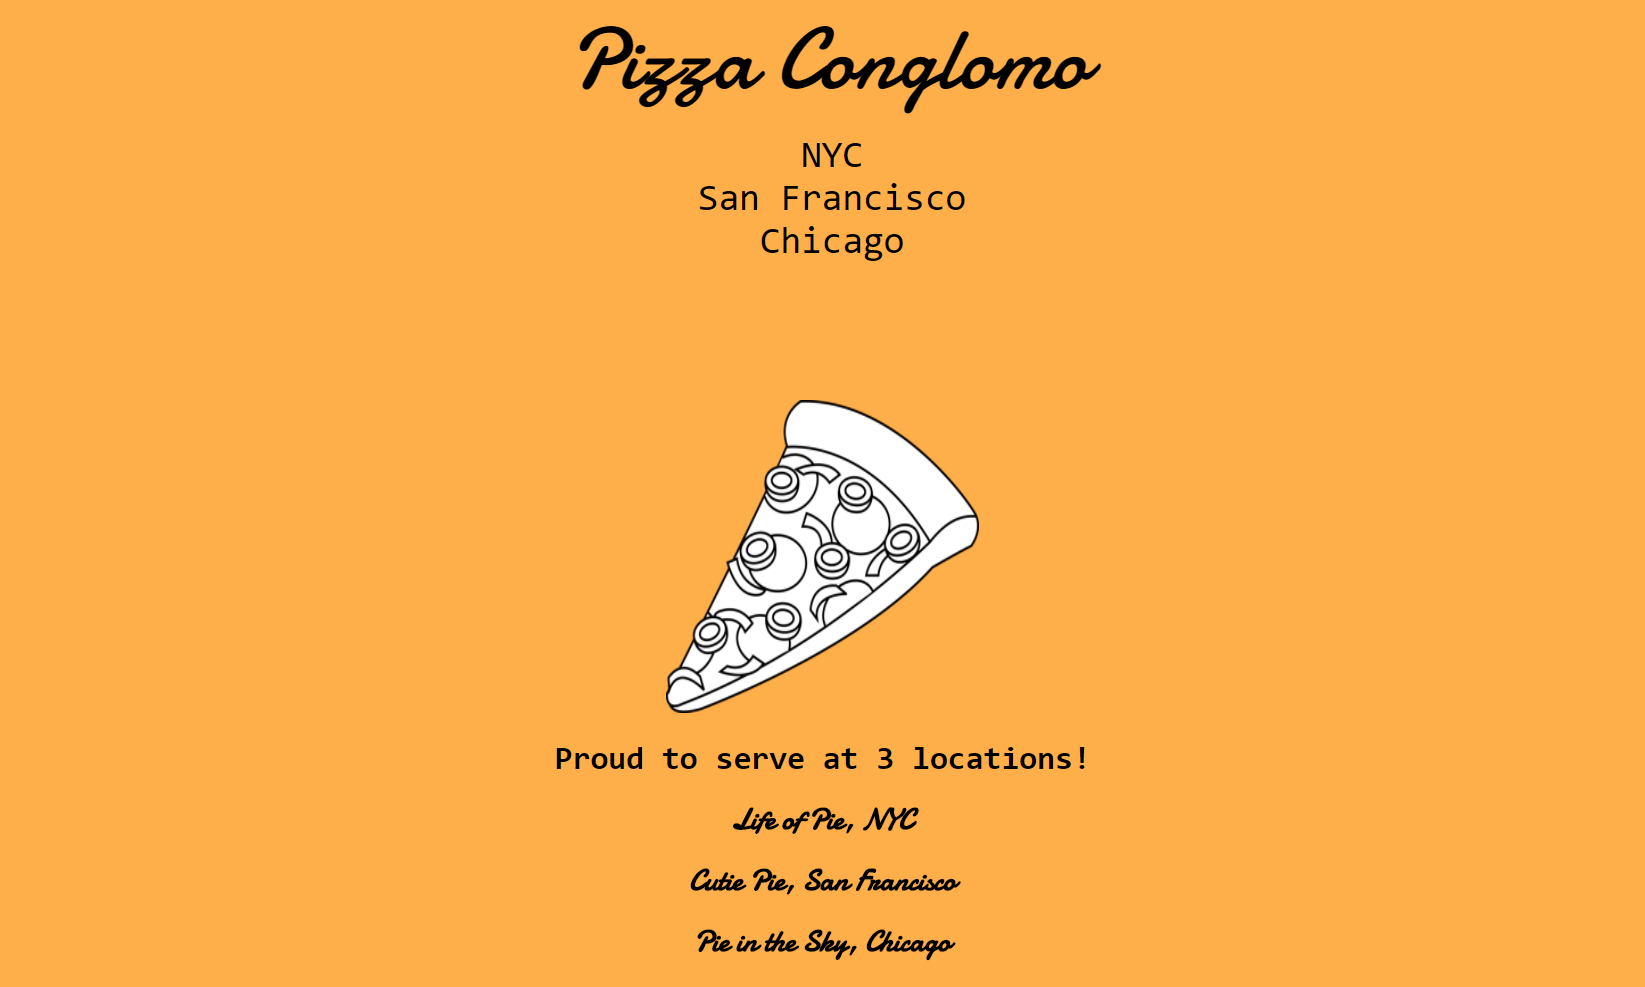 Pizza Conglomo
NYC
San Francisco
Chicago
Proud to serve at 3 locations!
Life of Pie, NYC
Cutie Pie, San Francisco
Pie in the Sky, Chicago